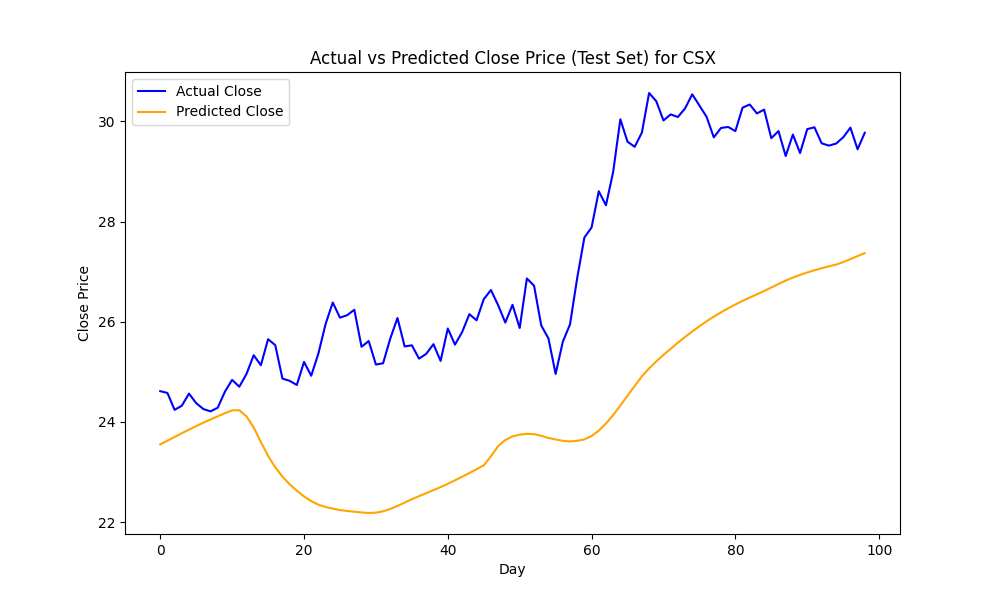 Actual vs Predicted Close Price (Test Set) for CSX
Actual Close
Predicted Close
30
28
26
24
22
Close Price
0 20 40 60 80 100
Day